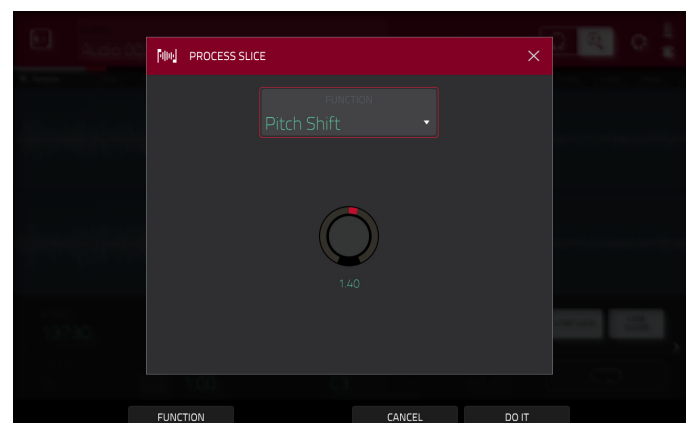 PROCESS SLICE
FUNCTION
Pitch Shift
1.40
FUNCTION
CANCEL
DO IT